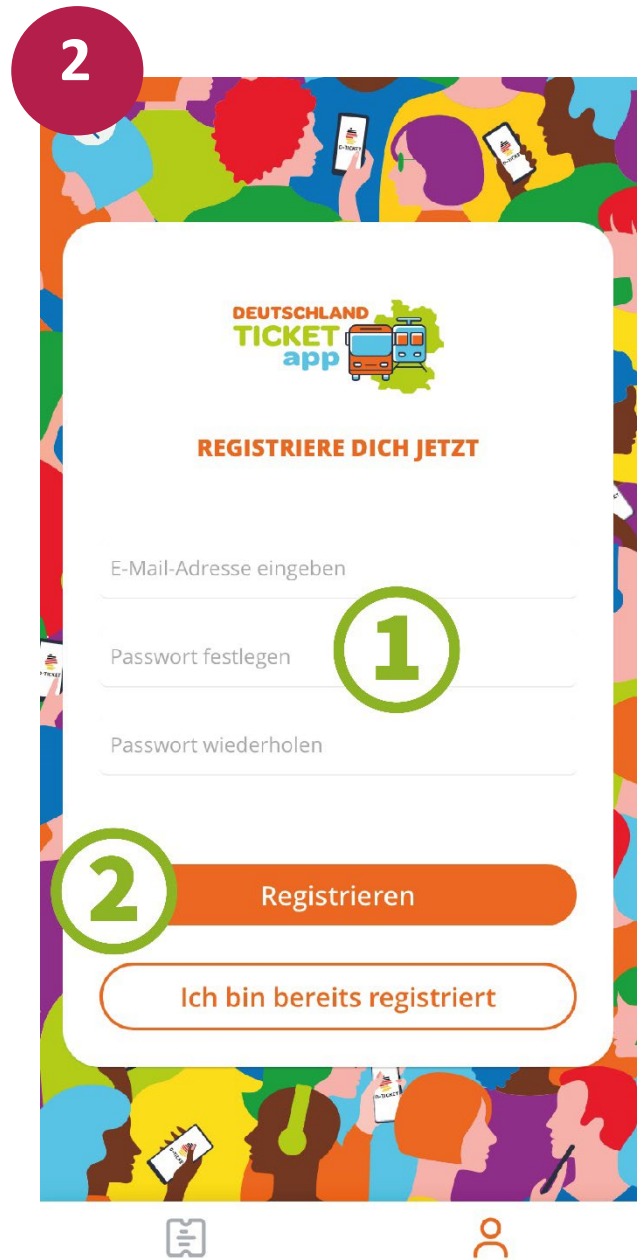 2
DEUTSCHLAND
TICKET
app
REGISTRIERE DICH JETZT
E-Mail-Adresse eingeben
Passwort festlegen
1
Passwort wiederholen
2
Registrieren
Ich bin bereits registriert